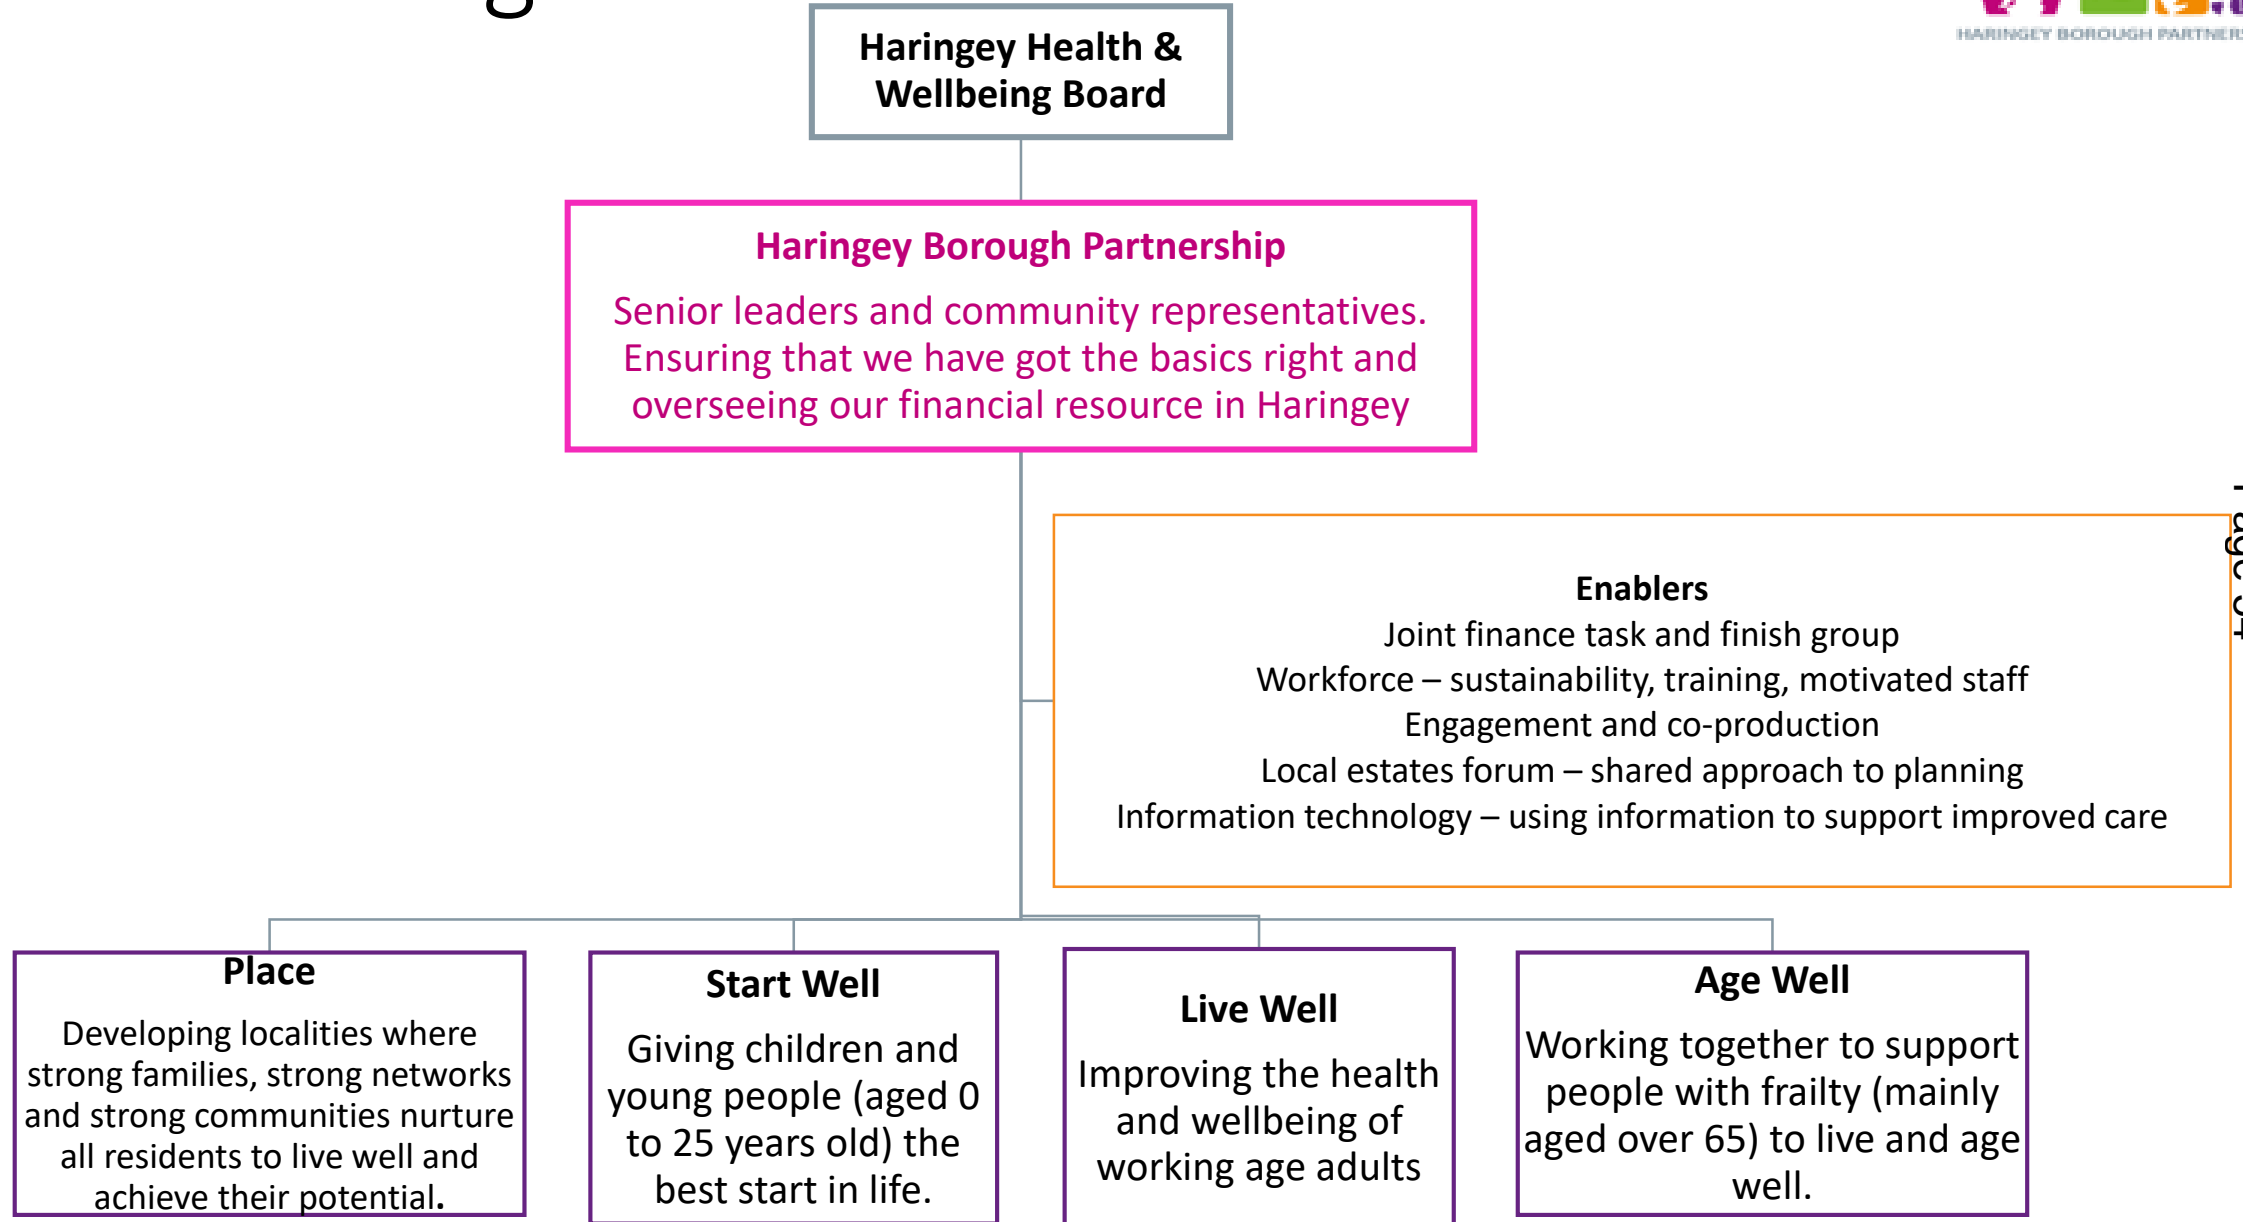 HARINGEY BOROUGH
Haringey Health &
Wellbeing Board
Haringey Borough Partnership
Senior leaders and community representatives.
Ensuring that we have got the basics right and
overseeing our financial resource in Haringey
Enablers
Joint finance task and finish group
Workforce – sustainability, training, motivated staff
Engagement and co-production
Local estates forum – shared approach to planning
Information technology – using information to support improved care
Place
Developing localities where
strong families, strong networks
and strong communities nurture
all residents to live well and
achieve their potential.
Start Well
Giving children and
young people (aged 0
to 25 years old) the
best start in life.
Live Well
Improving the health
and wellbeing of
working age adults
Age Well
Working together to support
people with frailty (mainly
aged over 65) to live and age
well.